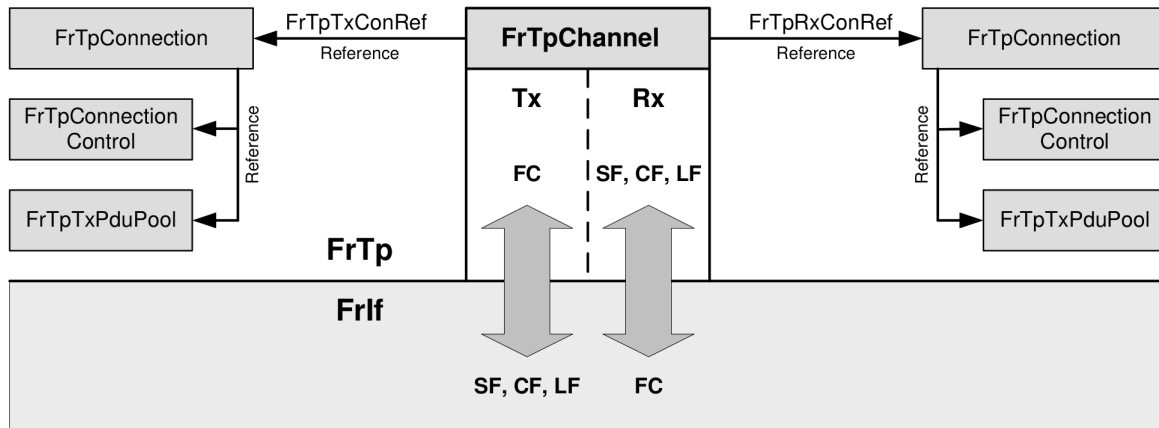 FrTpConnection
FrTpTxConRef
Reference
FrTpChannel
FrTpRxConRef
Reference
FrTpConnection
FrTpConnection
Control
Reference
FrTpTxPduPool
Tx
Rx
FC
SF, CF, LF
Reference
FrTpConnection
Control
FrTpTxPduPool
FrTp
FrIf
SF, CF, LF
FC